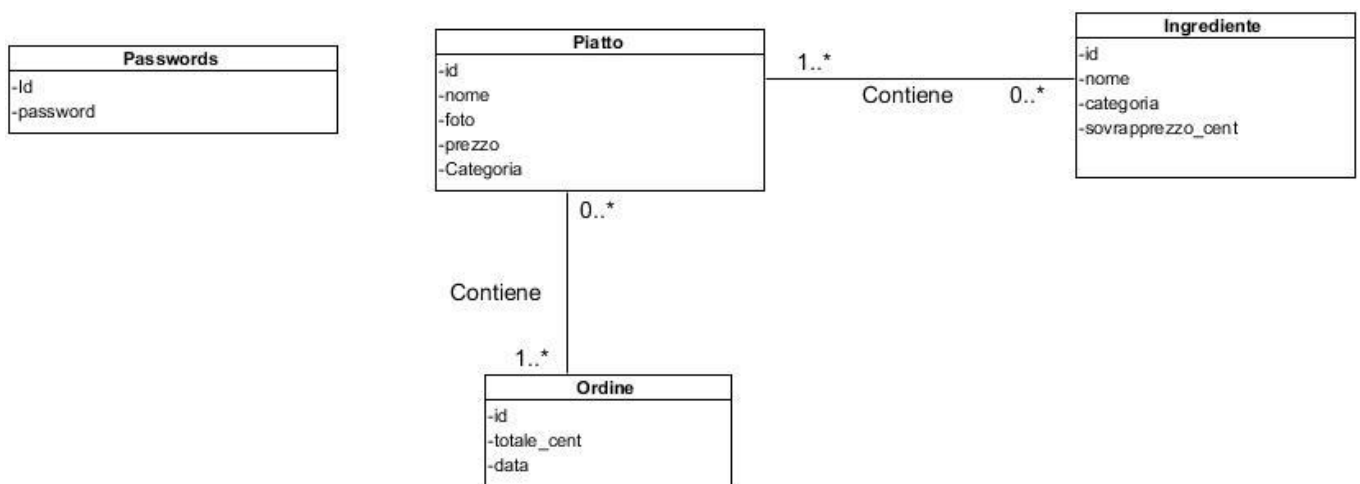 Passwords
-Id
-password
Piatto
-id
-nome
-foto
-prezzo
-Categoria
1..*
Contiene
0..*
Ingrediente
-id
-nome
-categoria
-sovrapprezzo_cent
0..*
Contiene
1..*
Ordine
-id
-totale_cent
-data